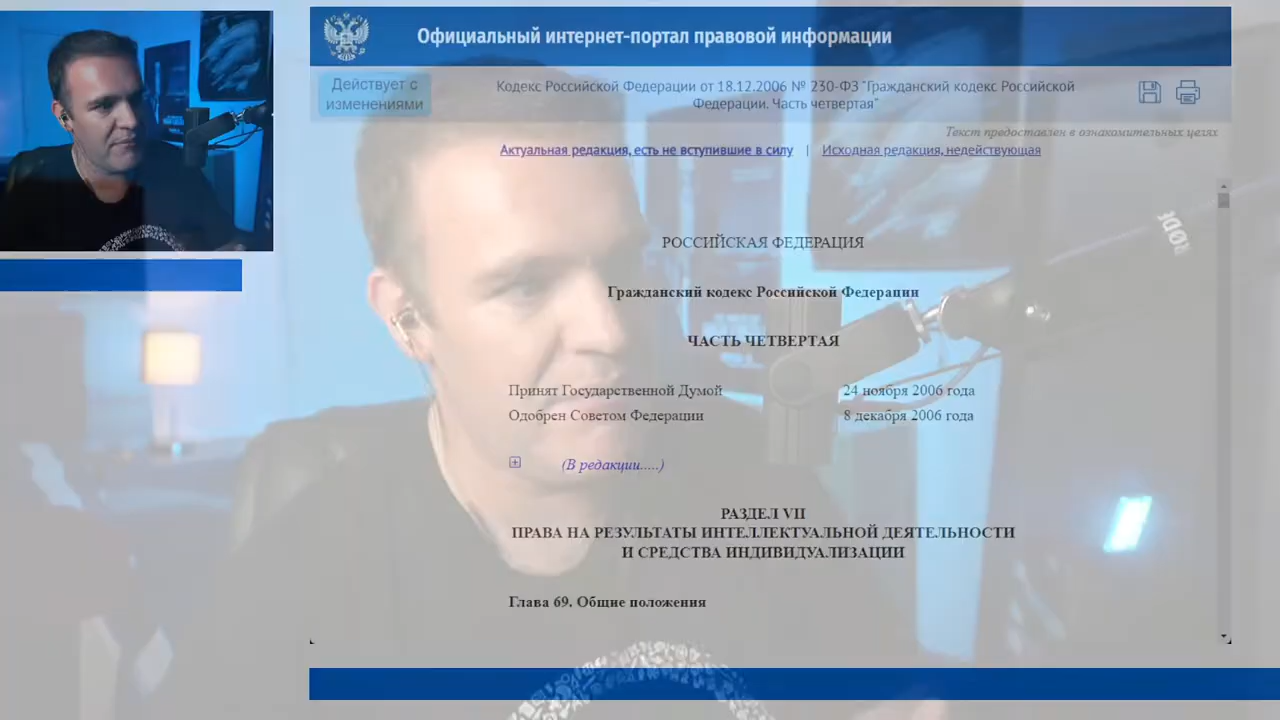 Официальный интернет-портал правовой информации
Действует с
изменениями
Кодекс Российской Федерации от 18.12.2006 № 230-ФЗ "Гражданский кодекс Российской
Федерации. Часть четвертая"
Текст предоставлен в ознакомительных целях
Актуальная редакция, есть не вступившие в силу | Исходная редакция, недействующая
РОССИЙСКАЯ ФЕДЕРАЦИЯ
Гражданский кодекс Российской Федерации
ЧАСТЬ ЧЕТВЕРТАЯ
Принят Государственной Думой 24 ноября 2006 года
Одобрен Советом Федерации 8 декабря 2006 года
(В редакции.....)
РАЗДЕЛ VII
ПРАВА НА РЕЗУЛЬТАТЫ ИНТЕЛЛЕКТУАЛЬНОЙ ДЕЯТЕЛЬНОСТИ
И СРЕДСТВА ИНДИВИДУАЛИЗАЦИИ
Глава 69. Общие положения